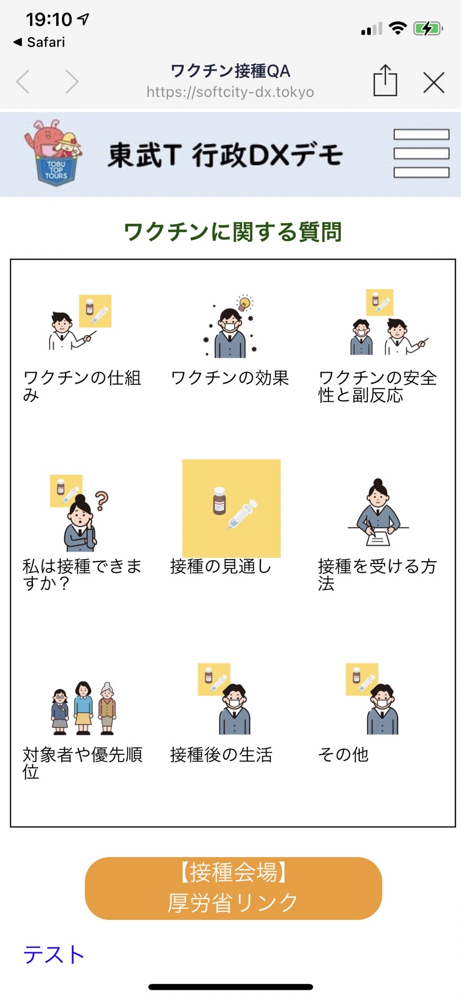 19:10
◀ Safari
ワクチン接種QA
https://softcity-dx.tokyo
TOBU
TOP
TOURS
東武T 行政DXデモ
ワクチンに関する質問
ワクチンの仕組
み
ワクチンの効果
ワクチンの安全
性と副反応
私は接種できま
すか？
接種の見通し
接種を受ける方
法
対象者や優先順
位
接種後の生活
その他
【接種会場】
厚労省リンク
テスト